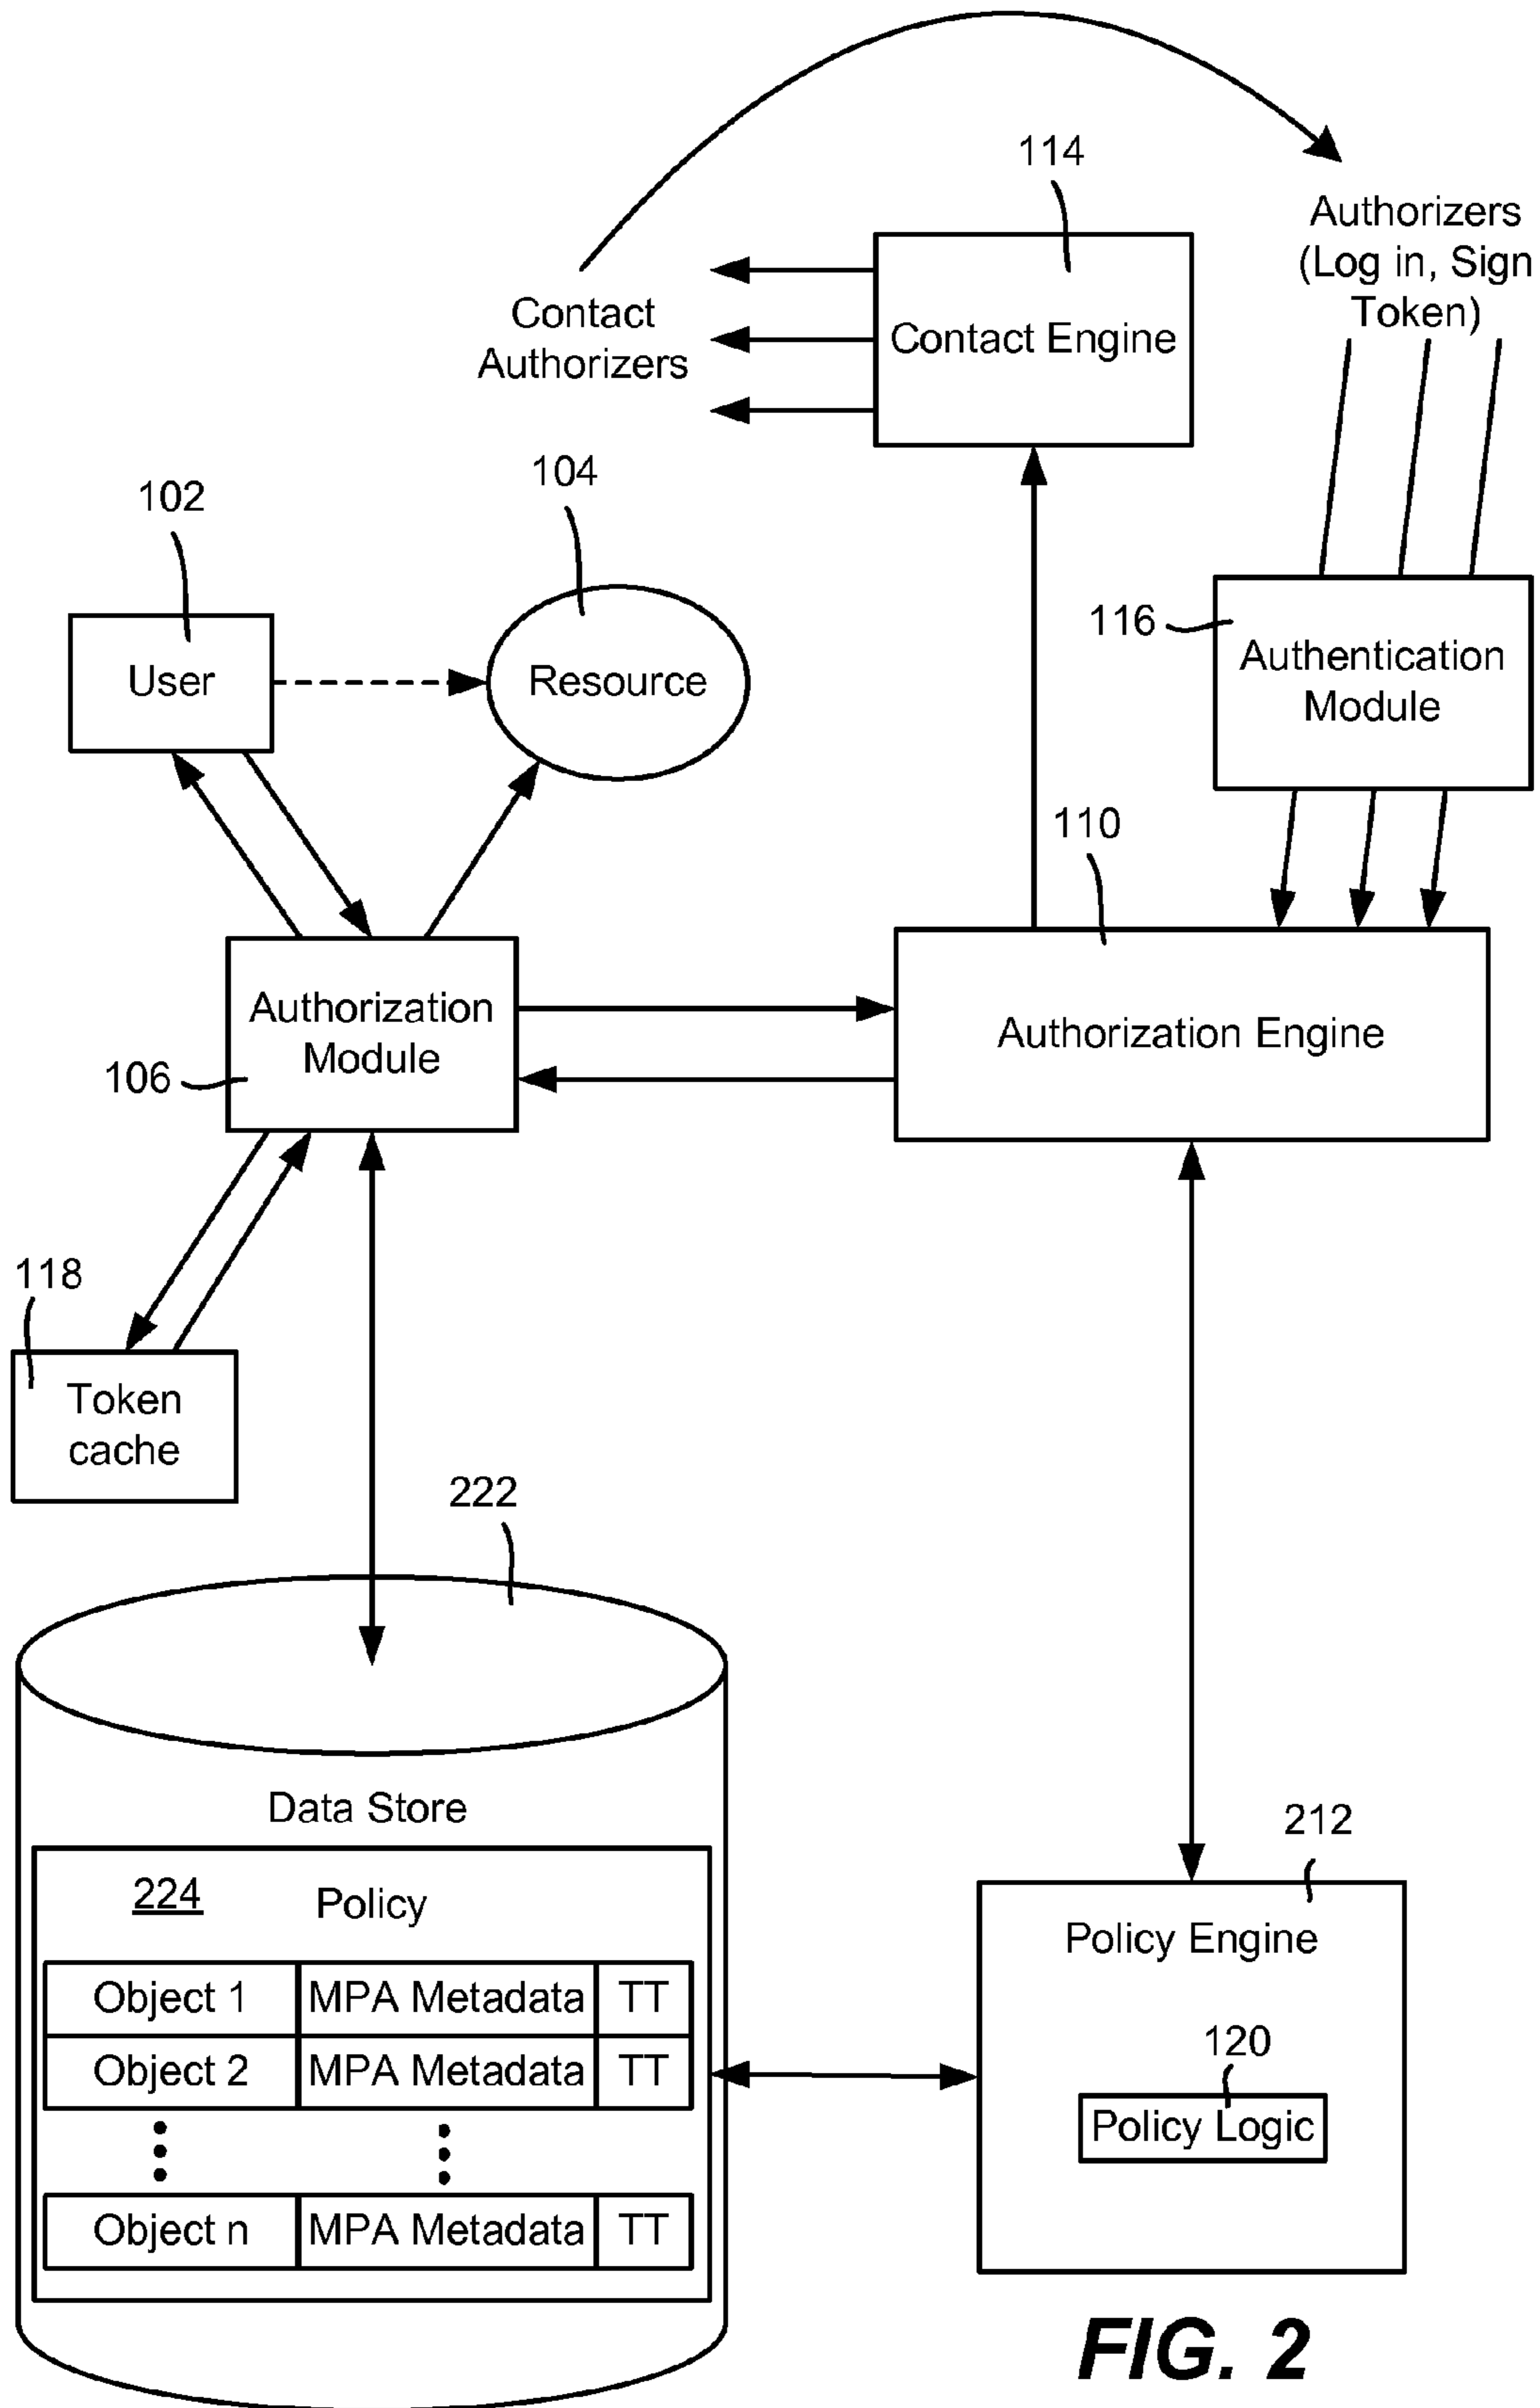 114
Authorizers
(Log in, Sign
Token)
Contact
Authorizers
Contact Engine
104
102
User
Resource
116
Authentication
Module
110
Authorization
Module
106
Authorization Engine
118
Token
cache
222
Data Store
224 Policy
Object 1 MPA Metadata TT
Object 2 MPA Metadata TT
Object n MPA Metadata TT
212
Policy Engine
120
Policy Logic
FIG. 2